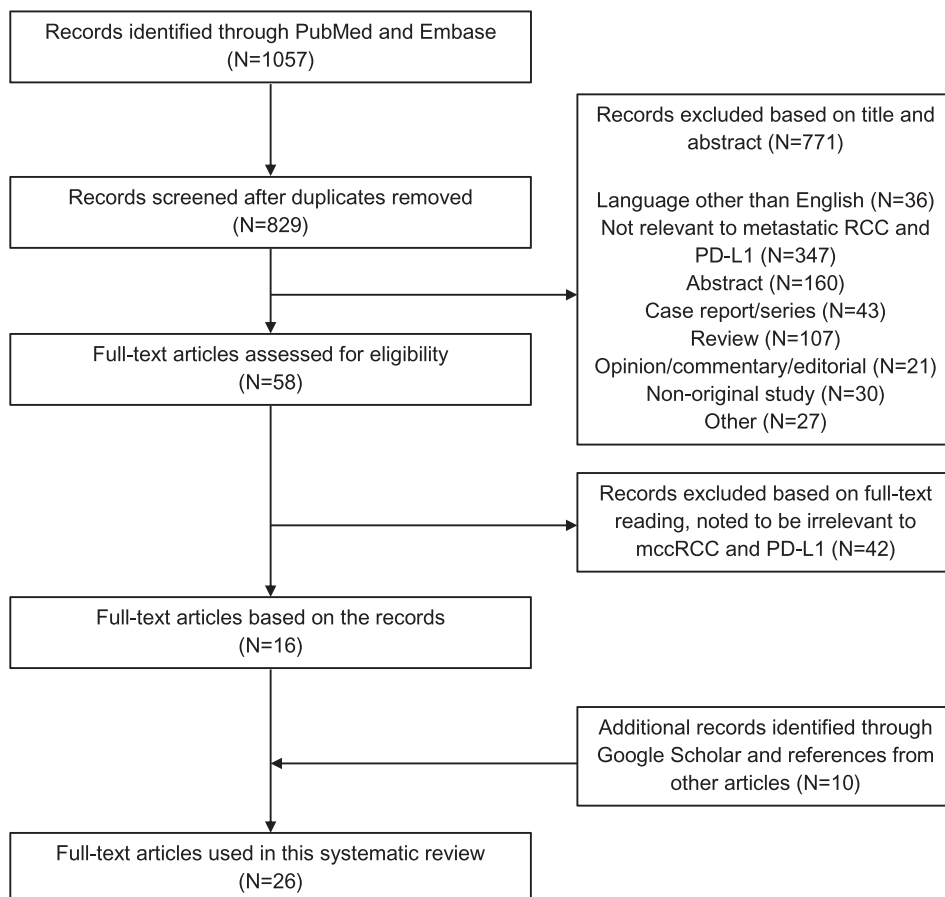 Records identified through PubMed and Embase
(N=1057)
Records excluded based on title and
abstract (N=771)
Language other than English (N=36)
Not relevant to metastatic RCC and
PD-L1 (N=347)
Abstract (N=160)
Case report/series (N=43)
Review (N=107)
Opinion/commentary/editorial (N=21)
Non-original study (N=30)
Other (N=27)
Records screened after duplicates removed
(N=829)
Full-text articles assessed for eligibility
(N=58)
Records excluded based on full-text
reading, noted to be irrelevant to
mccRCC and PD-L1 (N=42)
Full-text articles based on the records
(N=16)
Additional records identified through
Google Scholar and references from
other articles (N=10)
Full-text articles used in this systematic review
(N=26)